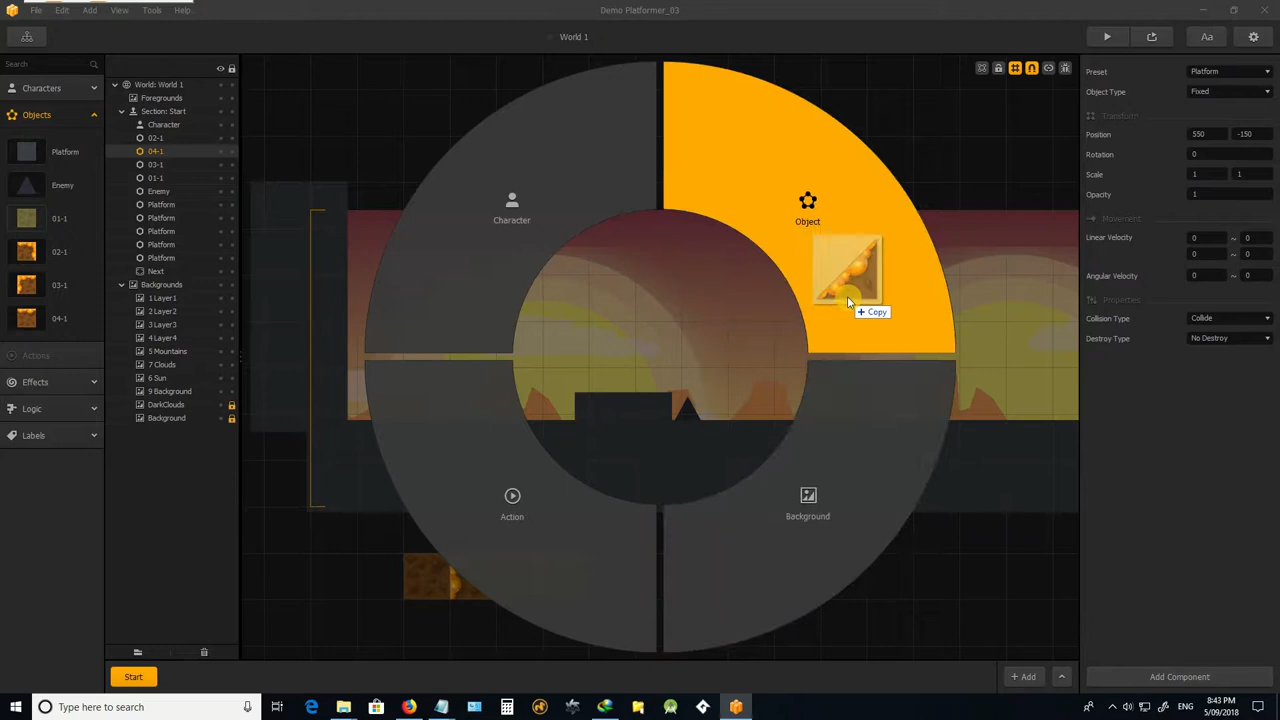 File Edit Add View Tools Help
Demo Platformer_03
World 1
Aa
Search
Characters
Objects
Platform
Enemy
01-1
02-1
03-1
04-1
Actions
Effects
Logic
Labels
World: World 1
Foregrounds
Section: Start
Character
02-1
04-1
03-1
01-1
Enemy
Platform
Platform
Platform
Platform
Platform
Next
Backgrounds
1 Layer1
2 Layer2
3 Layer3
4 Layer4
5 Mountains
7 Clouds
6 Sun
9 Background
DarkClouds
Background
Character
Object
+ Copy
Action
Background
Preset Platform
Object Type Fixed
Transform
Position 550 -150
Rotation 0
Scale 1 1
Opacity 1
Movement
Linear Velocity 0 ~ 0
0 ~ 0
Angular Velocity 0 ~ 0
Properties
Collision Type Collide
Destroy Type No Destroy
Start
+ Add
Add Component
Type here to search
ENG
8:43 PM
5/09/2018